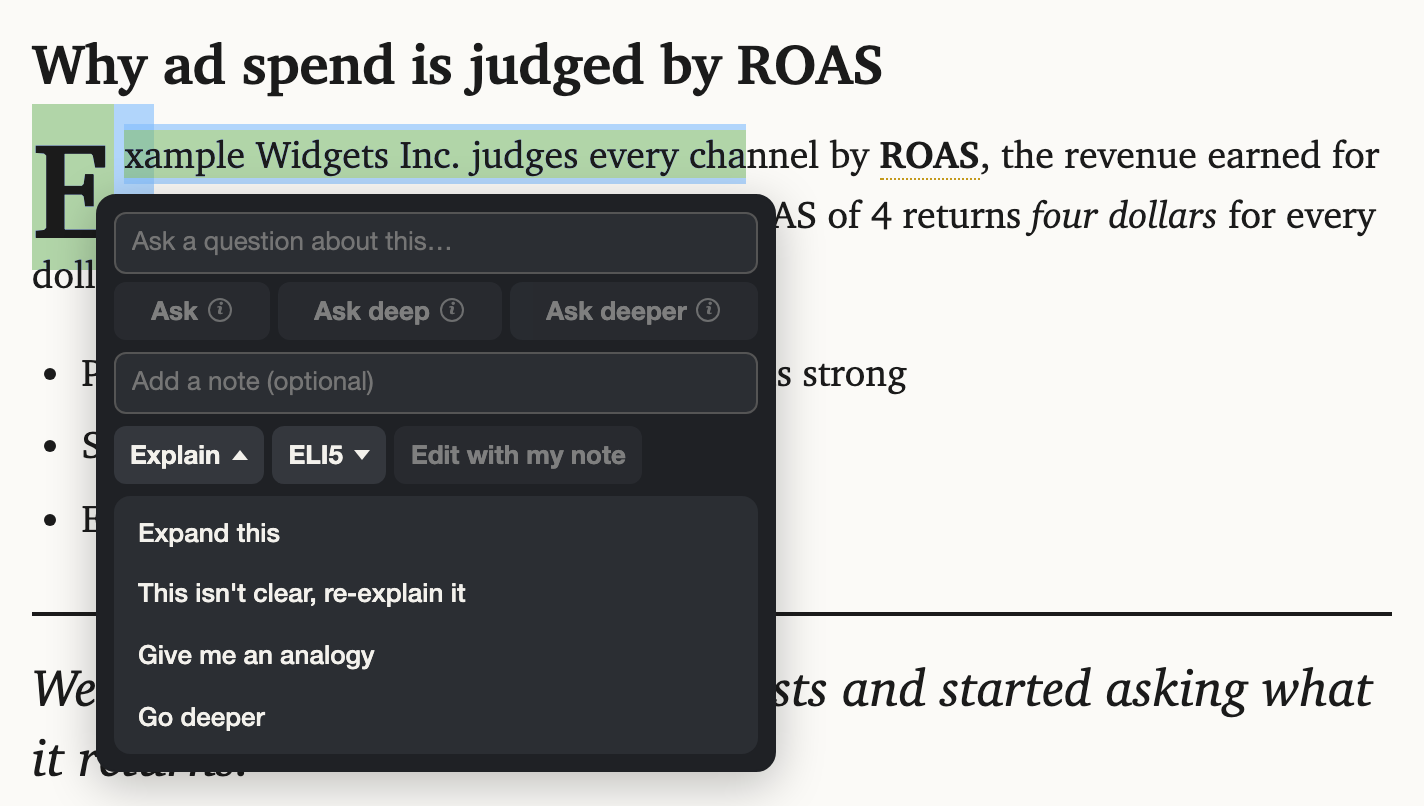 Why ad spend is judged by ROAS
Example Widgets Inc. judges every channel by ROAS, the revenue earned for
of 4 returns four dollars for every
Ask a question about this…
Ask Ask deep Ask deeper
strong
Add a note (optional)
Explain ELI5 Edit with my note
Expand this
This isn't clear, re-explain it
Give me an analogy
Go deeper
We and started asking what
it